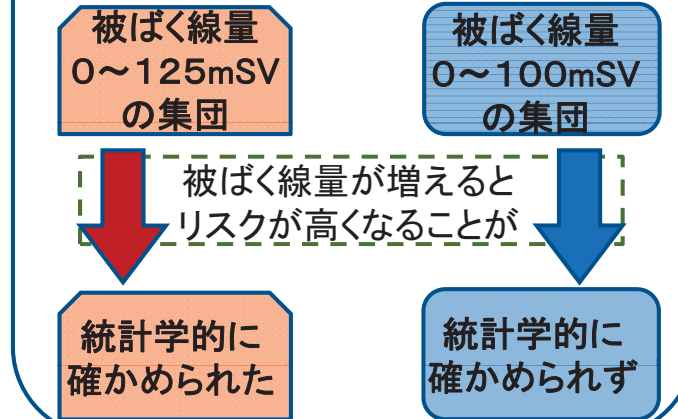 被ばく線量
０～１２５mSV
の集団
被ばく線量
０～１００mSV
の集団
被ばく線量が増えると
リスクが高くなることが
統計学的に
確かめられた
統計学的に
確かめられず